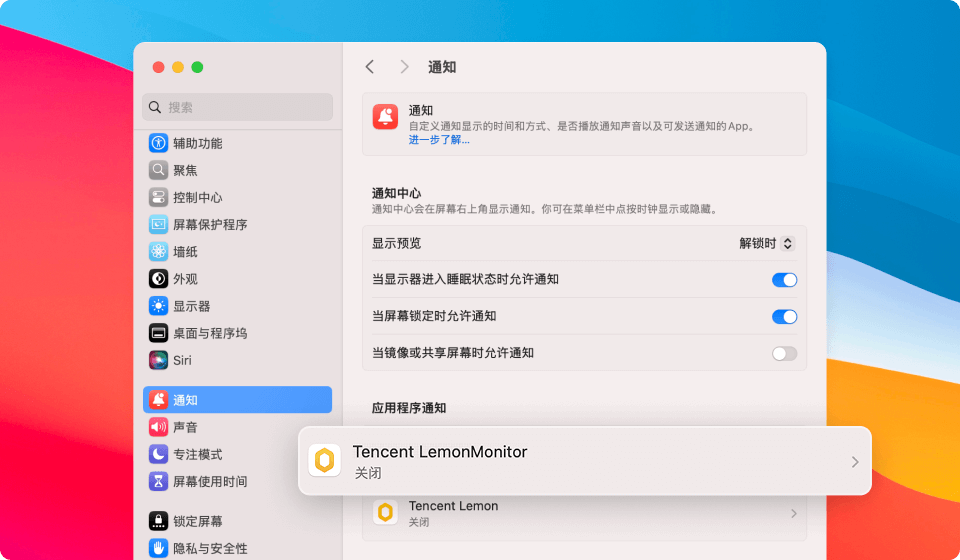 搜索
辅助功能
聚焦
控制中心
屏幕保护程序
墙纸
外观
显示器
桌面与程序坞
Siri
通知
声音
专注模式
屏幕使用时间
锁定屏幕
隐私与安全性
通知
通知
自定义通知显示的时间和方式、是否播放通知声音以及可发送通知的App。
进一步了解...
通知中心
通知中心会在屏幕右上角显示通知。你可在菜单栏中点按时钟显示或隐藏。
显示预览 解锁时
当显示器进入睡眠状态时允许通知
当屏幕锁定时允许通知
当镜像或共享屏幕时允许通知
应用程序通知
Tencent LemonMonitor
关闭
Tencent Lemon
关闭